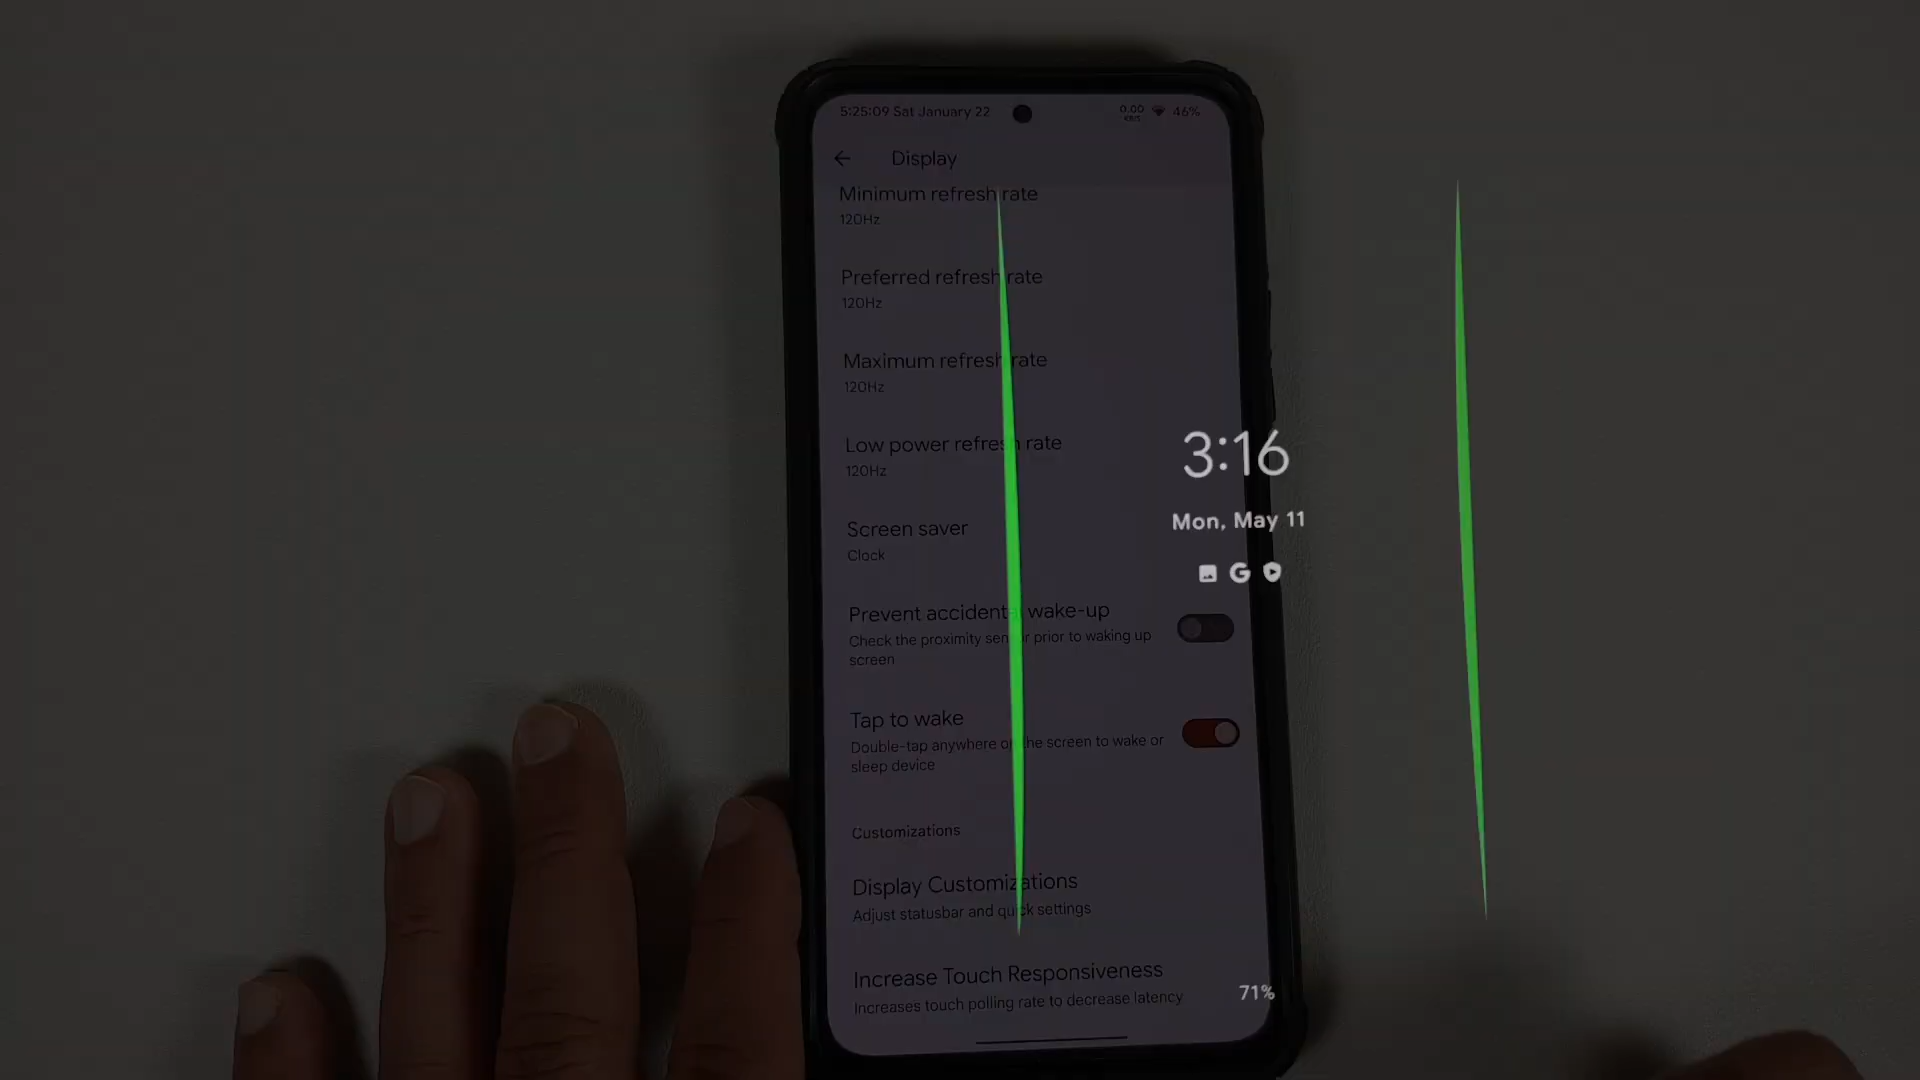 5:25:09 Sat January 22
0.00
KB/S
46%
Display
Minimum refresh rate
120Hz
Preferred refresh rate
120Hz
Maximum refresh rate
120Hz
Low power refresh rate
120Hz
3:16
Mon, May 11
G
Screen saver
Clock
Prevent accidental wake-up
Check the proximity sensor prior to waking up
screen
Tap to wake
Double-tap anywhere on the screen to wake or
sleep device
Customizations
Display Customizations
Adjust statusbar and quick settings
Increase Touch Responsiveness
Increases touch polling rate to decrease latency
71%